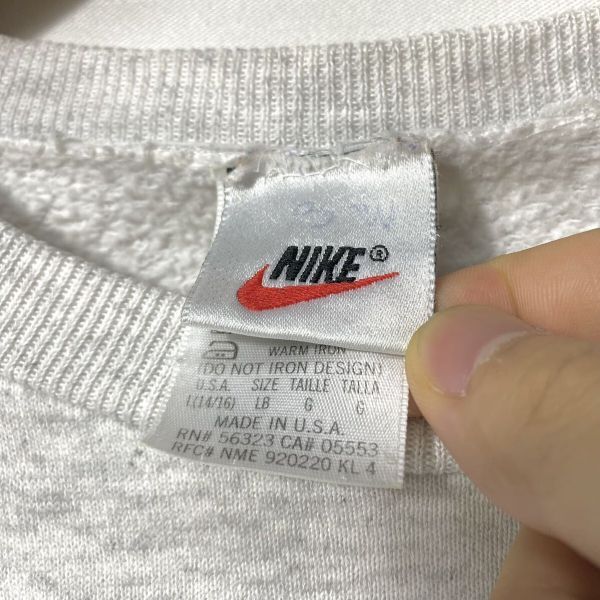 NIKE®
WARM IRON
(DO NOT IRON DESIGN)
U.S.A. SIZE TAILLE TALLA
L(14/16) LB G G
MADE IN U.S.A.
RN# 56323 CA# 05553
RFC# NME 920220 KL 4